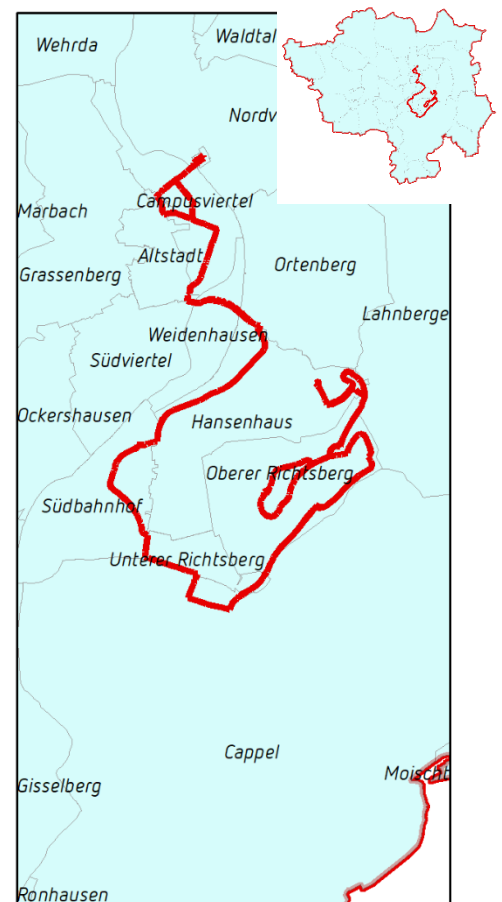 Wehrda
Waldtal
Nordv
Marbach
Campusviertel
Altstadt
Grassenberg
Ortenberg
Lahnberge
Weidenhausen
Südviertel
Ockershausen
Hansenhaus
Oberer Richtsberg
Südbahnhof
Unterer Richtsberg
Cappel
Moischt
Gisselberg
Ronhausen